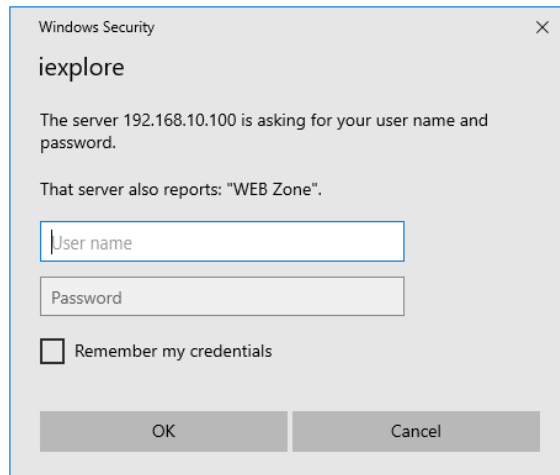 Windows Security
iexplore
The server 192.168.10.100 is asking for your user name and
password.
That server also reports: "WEB Zone".
User name
Password
Remember my credentials
OK
Cancel